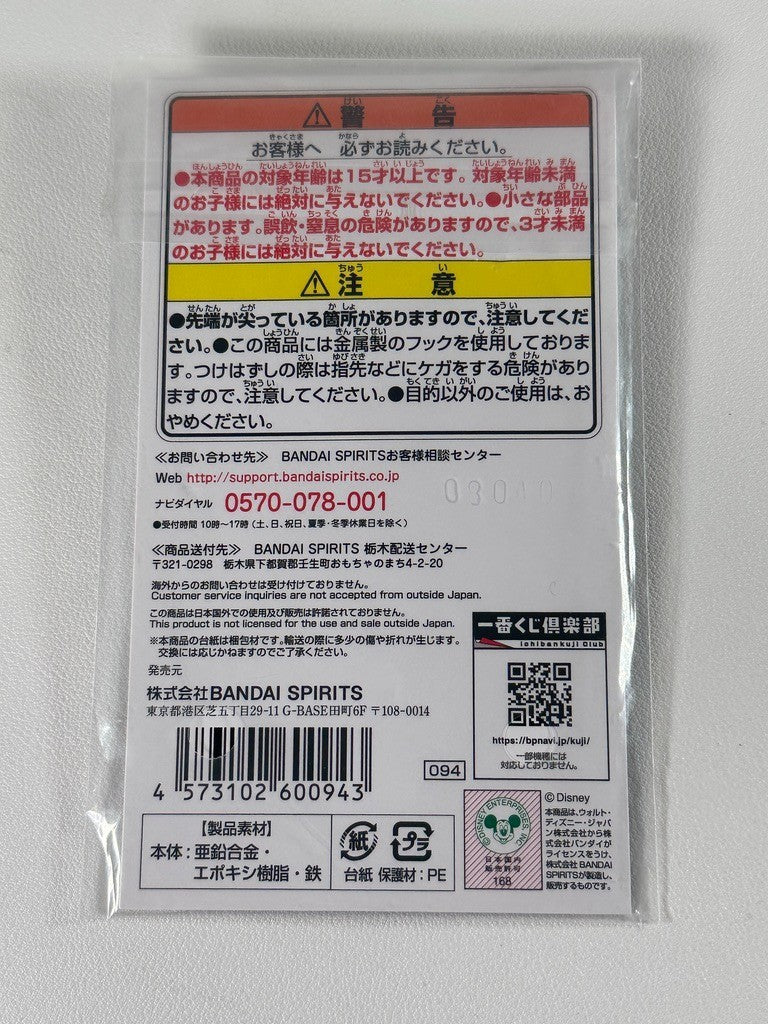 ⚠ 警告
お客様へ 必ずお読みください。
●本商品の対象年齢は15才以上です。対象年齢未満
のお子様には絶対に与えないでください。●小さな部品
があります。誤飲・窒息の危険がありますので、3才未満
のお子様には絶対に与えないでください。
⚠ 注意
●先端が尖っている箇所がありますので、注意してくだ
さい。●この商品には金属製のフックを使用しておりま
す。つけはずしの際は指先などにケガをする危険があり
ますので、注意してください。●目的以外のご使用は、お
やめください。
≪お問い合わせ先≫ BANDAI SPIRITSお客様相談センター
Web http://support.bandaispirits.co.jp
ナビダイヤル 0570-078-001
●受付時間 10時〜17時(土、日、祝日、夏季・冬季休業日を除く)
≪商品送付先≫ BANDAI SPIRITS 栃木配送センター
〒321-0298 栃木県下都賀郡壬生町おもちゃのまち4-2-20
海外からのお問い合わせは受け付けておりません。
Customer service inquiries are not accepted from outside Japan.
この商品は日本国外での使用及び販売は許諾されておりません。
This product is not licensed for the use and sale outside Japan.
※本商品の台紙は梱包材です。輸送の際に多少の傷や折れが生じます。
交換には応じかねますのでご了承ください。
発売元
株式会社BANDAI SPIRITS
東京都港区芝五丁目29-11 G-BASE田町6F 〒108-0014
一番くじ倶楽部
Ichibankuji Club
https://bpnavi.jp/kuji/
一部機種には
対応しておりません。
4 573102 600943
094
【製品素材】
本体:亜鉛合金・
エポキシ樹脂・鉄
紙
プラ
台紙 保護材:PE
©DISNEY ENTERPRISES, INC.
日本国内
販売許可
168
© Disney
本商品は、ウォルト・
ディズニー・ジャパ
ン株式会社から株
式会社バンダイが
ライセンスをうけ、
株式会社 BANDAI
SPIRITSが製造し、
販売するものです。